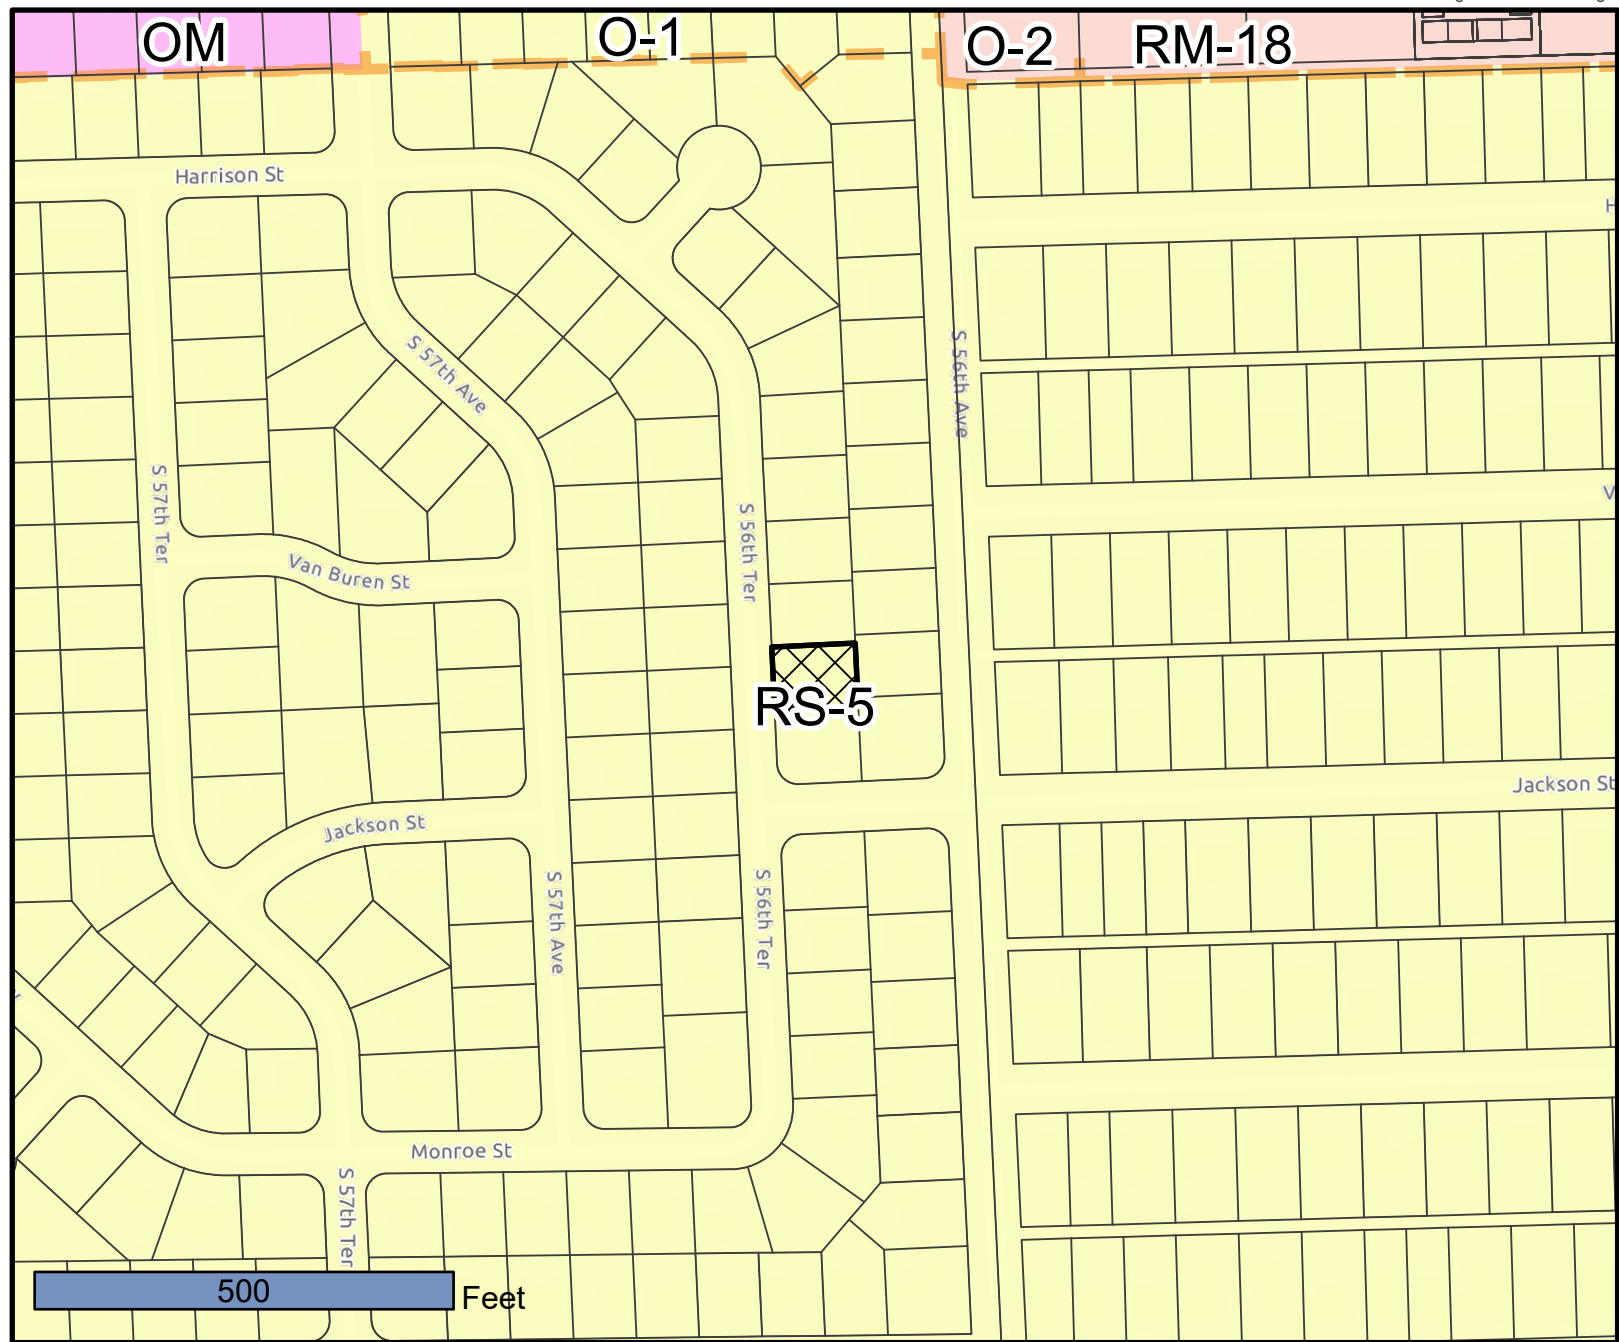 OM
O-1
O-2
RM-18
Harrison St
S 57th Ave
S 56th Ave
S 57th Ter
S 56th Ter
Van Buren St
RS-5
Jackson St
Jackson St
S 57th Ave
S 56th Ter
Monroe St
S 57th Ter
500
Feet